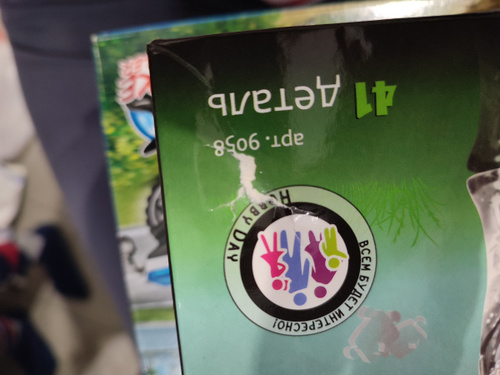 41 деталь
арт. 9058
Hobby Day
Всем будет интересно!